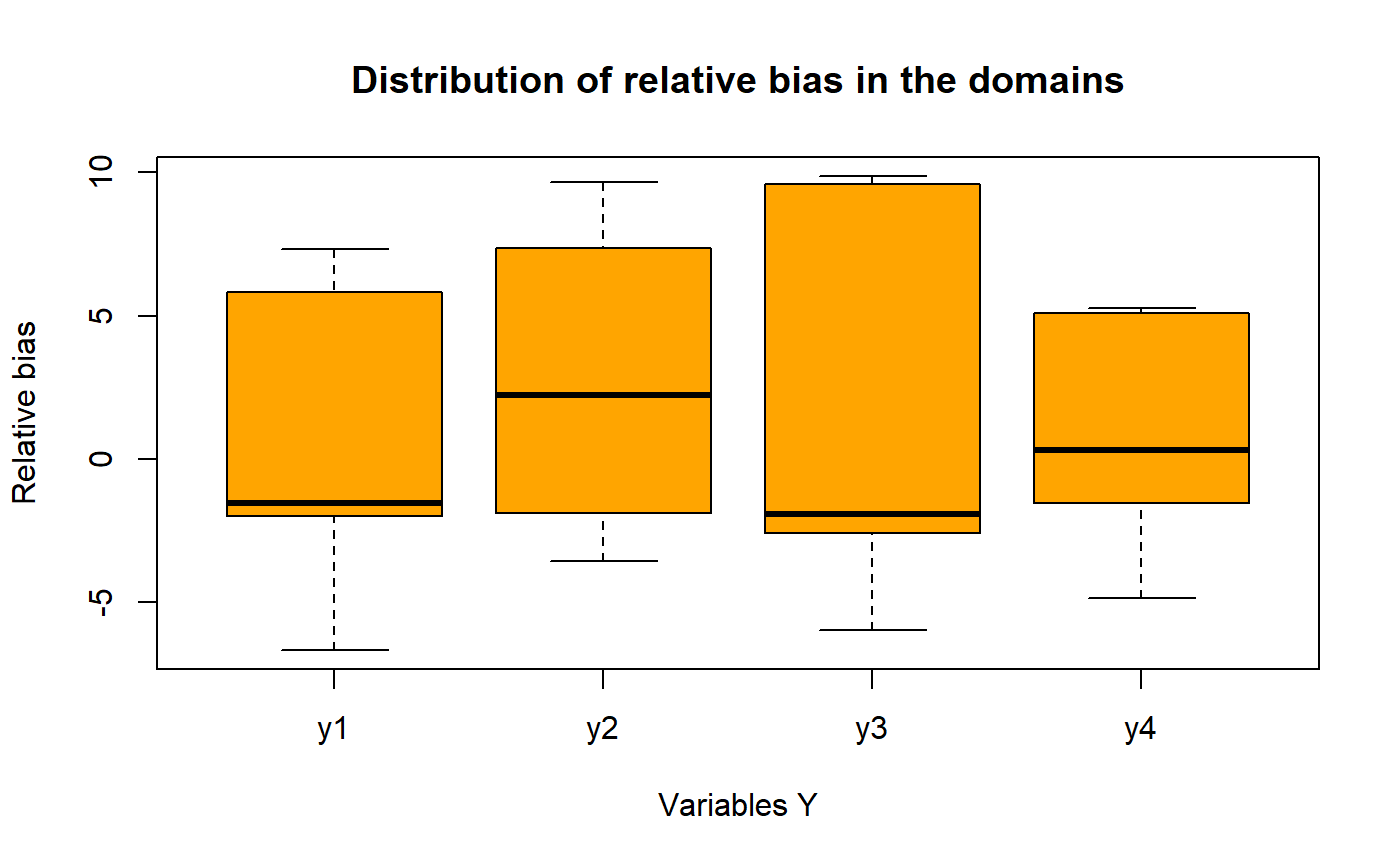 Distribution of relative bias in the domains
Relative bias
10
5
0
-5
y1 y2 y3 y4
Variables Y